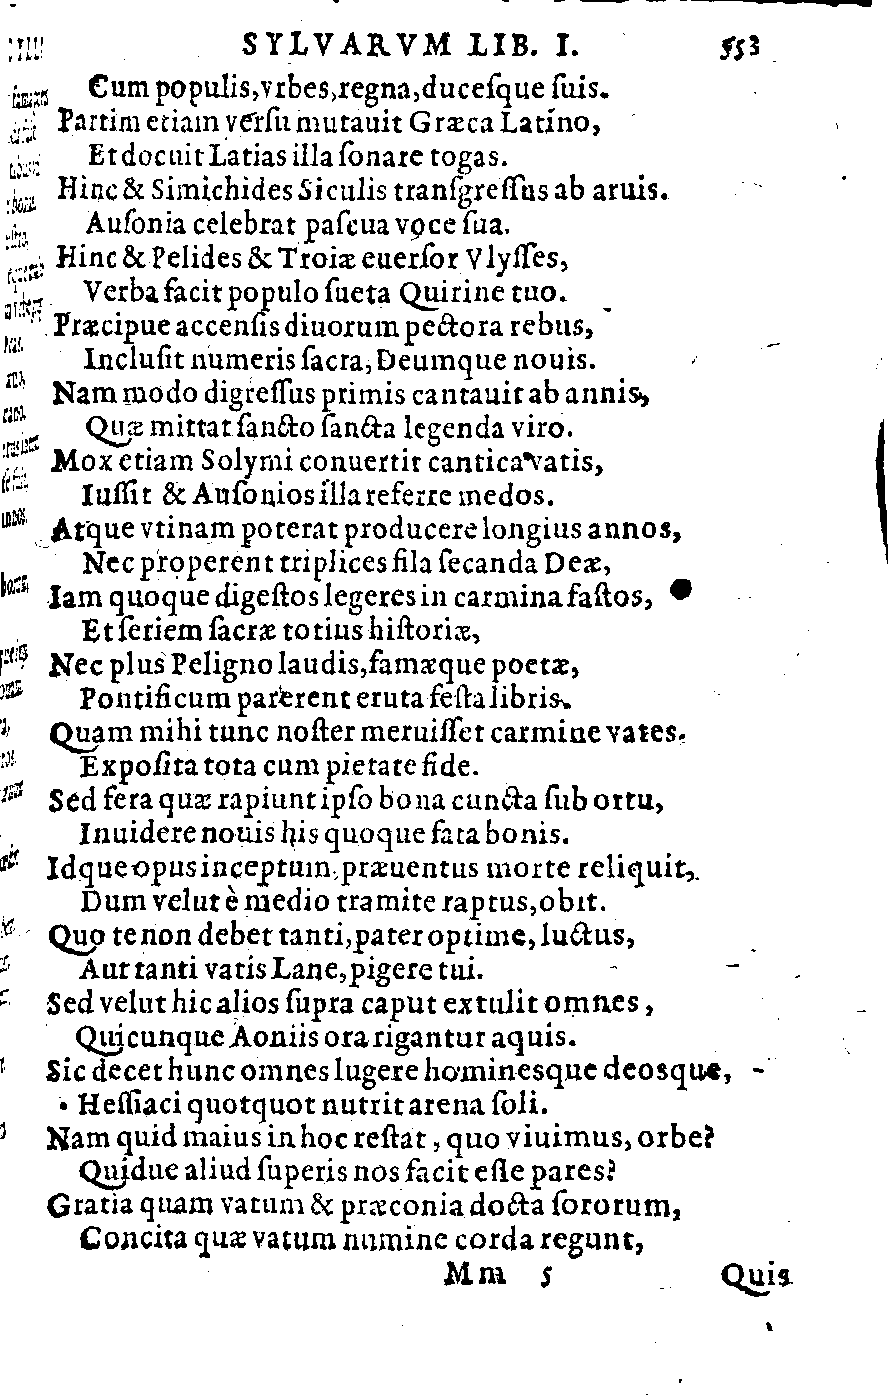 SYLVARVM LIB. I. 553
Cum populis, vrbes, regna, ducesque ſuis.
Partim etiam verſu mutauit Græca Latino,
Et docuit Latias illa ſonare togas.
Hinc & Simichides Siculis tranſgreſſus ab aruis.
Auſonia celebrat paſcua voce ſua.
Hinc & Pelides & Troiæ euerſor Vlyſſes,
Verba facit populo ſueta Quirine tuo.
Præcipue accenſis diuorum pectora rebus,
Incluſit numeris ſacra, Deumque nouis.
Nam modo digreſſus primis cantauit ab annis,
Quæ mittat ſancto ſancta legenda viro.
Mox etiam Solymi conuertit cantica vatis,
Iuſſit & Auſonios illa referre medos.
Atque vtinam poterat producere longius annos,
Nec properent triplices fila ſecanda Deæ,
Iam quoque digeſtos legeres in carmina faſtos,
Et ſeriem ſacræ totius hiſtoriæ,
Nec plus Peligno laudis, famæque poetæ,
Pontificum parerent eruta feſta libris.
Quam mihi tunc noſter meruiſſet carmine vates.
Expoſita tota cum pietate fide.
Sed fera quæ rapiunt ipſo bona cuncta ſub ortu,
Inuidere nouis his quoque fata bonis.
Idque opus inceptum, præuentus morte reliquit,
Dum velut è medio tramite raptus, obit.
Quo te non debet tanti, pater optime, luctus,
Aut tanti vatis Lane, pigere tui.
Sed velut hic alios ſupra caput extulit omnes,
Quicunque Aoniis ora rigantur aquis.
Sic decet hunc omnes lugere hominesque deosque,
Heſſiaci quotquot nutrit arena ſoli.
Nam quid maius in hoc reſtat, quo viuimus, orbe?
Quidue aliud ſuperis nos facit eſſe pares?
Gratia quam vatum & præconia docta ſororum,
Concita quæ vatum numine corda regunt,
Mm 5 Quis